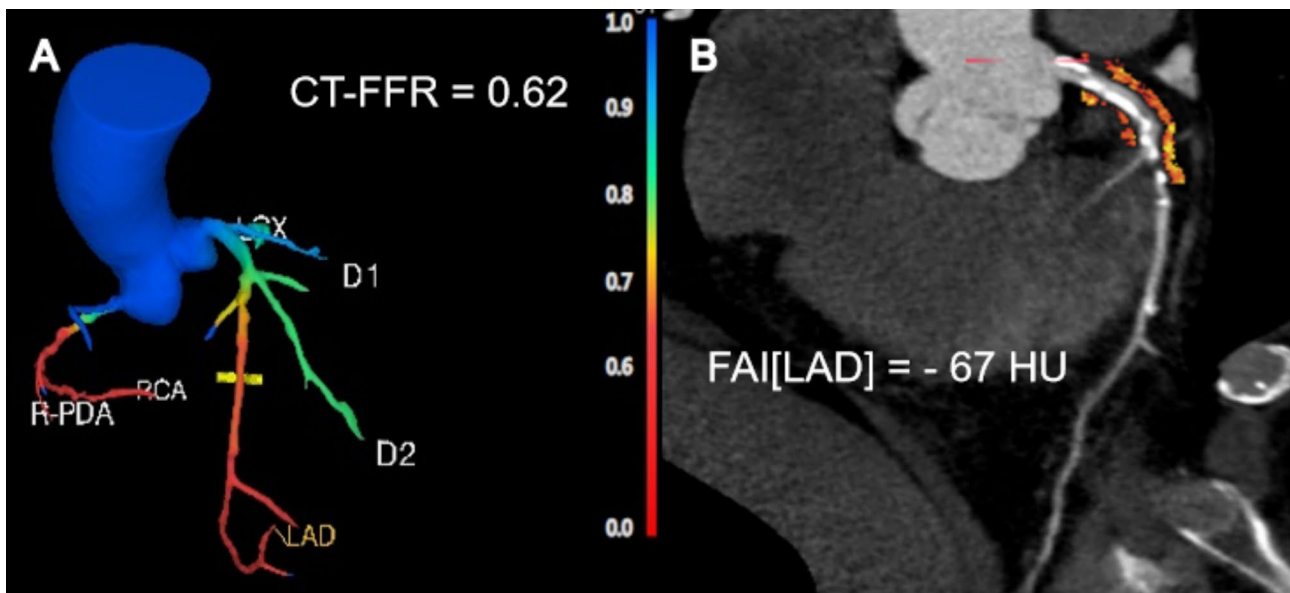 A
CT-FFR = 0.62
LCX
D1
R-PDA
RCA
D2
LAD
1.0
0.9
0.8
0.7
0.6
0.0
B
FAI[LAD] = - 67 HU